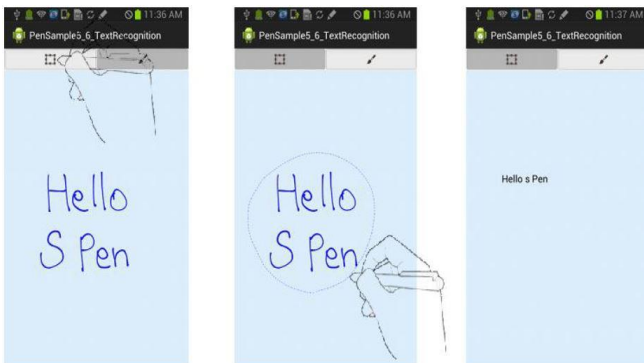 11:36 AM
PenSample5_6_TextRecognition
Hello
S Pen
11:36 AM
PenSample5_6_TextRecognition
Hello
S Pen
11:37 AM
PenSample5_6_TextRecognition
Hello s Pen